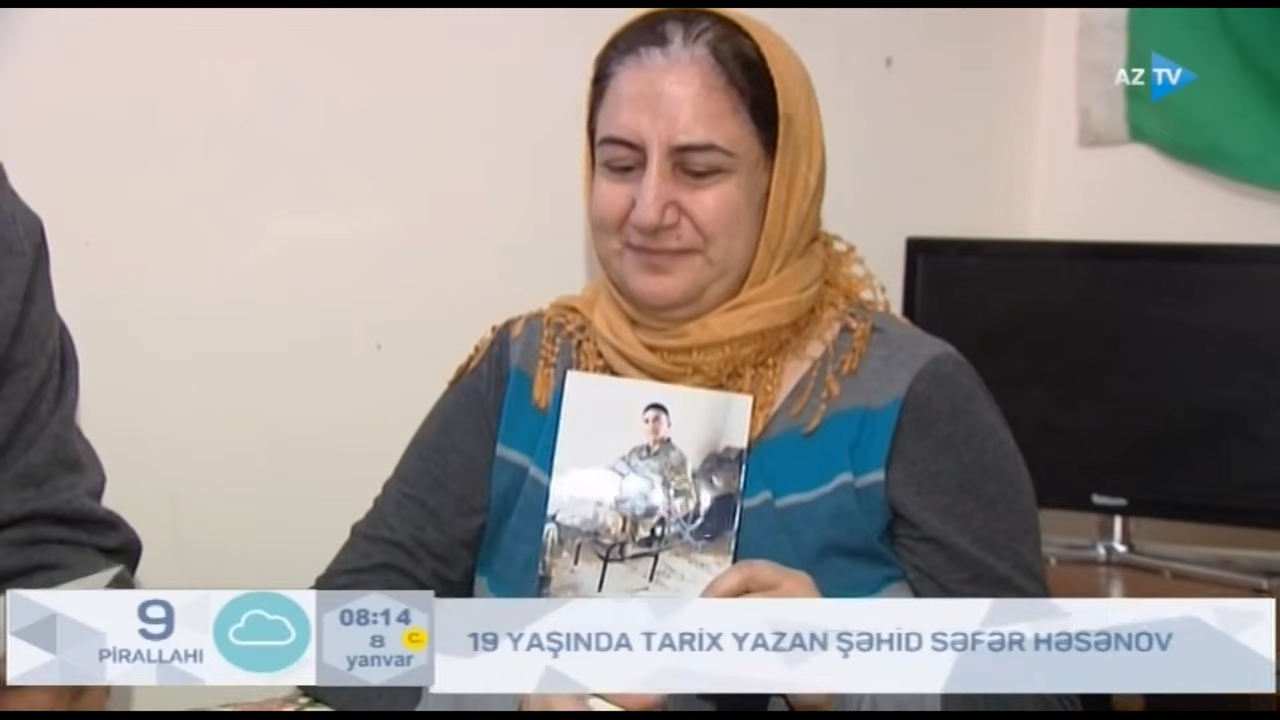 AZ TV
9
PIRALLAHI
08:14
8
C.
yanvar
19 YAŞINDA TARİX YAZAN ŞƏHİD SƏFƏR HƏSƏNOV